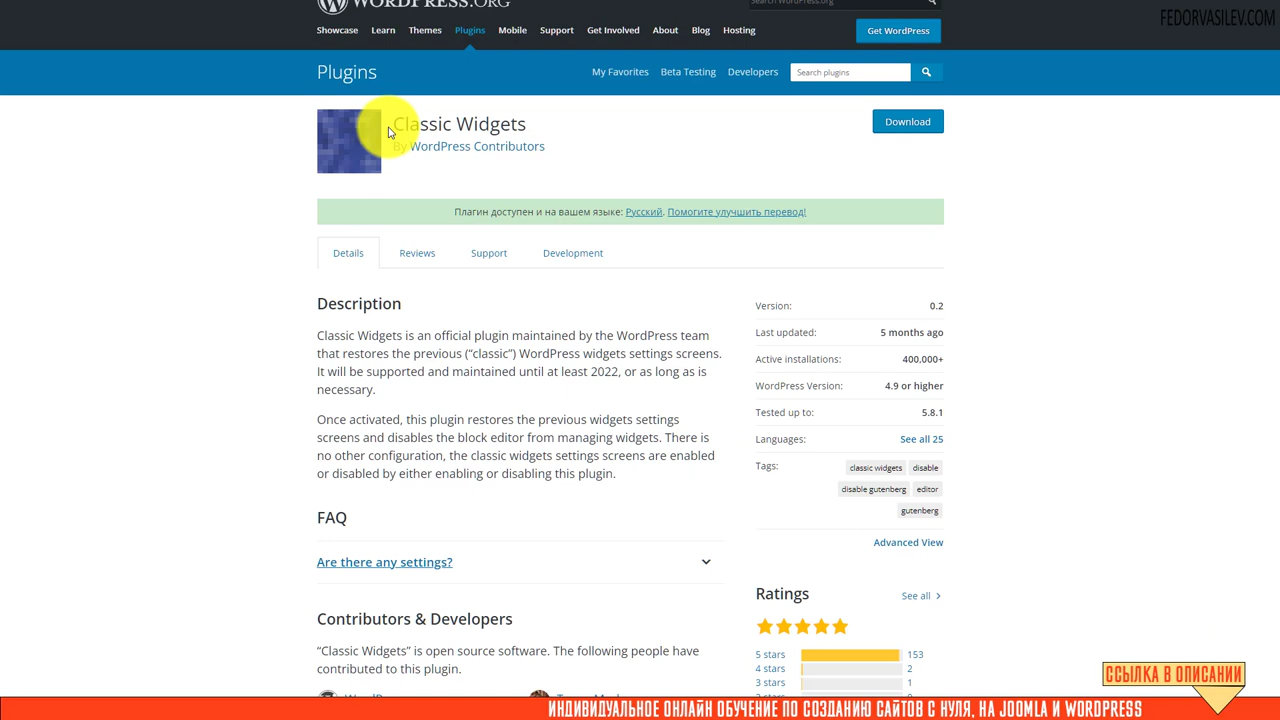 WORDPRESS.ORG
Search WordPress.org
FEDORVASILEV.COM
Showcase Learn Themes Plugins Mobile Support Get Involved About Blog Hosting Get WordPress
Plugins My Favorites Beta Testing Developers Search plugins
Classic Widgets Download
By WordPress Contributors
Плагин доступен и на вашем языке: Русский. Помогите улучшить перевод!
Details Reviews Support Development
Description
Classic Widgets is an official plugin maintained by the WordPress team
that restores the previous (“classic”) WordPress widgets settings screens.
It will be supported and maintained until at least 2022, or as long as is
necessary.
Once activated, this plugin restores the previous widgets settings
screens and disables the block editor from managing widgets. There is
no other configuration, the classic widgets settings screens are enabled
or disabled by either enabling or disabling this plugin.
FAQ
Are there any settings?
Contributors & Developers
“Classic Widgets” is open source software. The following people have
contributed to this plugin.
Version: 0.2
Last updated: 5 months ago
Active installations: 400,000+
WordPress Version: 4.9 or higher
Tested up to: 5.8.1
Languages: See all 25
Tags: classic widgets disable
disable gutenberg editor
gutenberg
Advanced View
Ratings See all
5 stars 153
4 stars 2
3 stars 1
ССЫЛКА В ОПИСАНИИ
ИНДИВИДУАЛЬНОЕ ОНЛАЙН ОБУЧЕНИЕ ПО СОЗДАНИЮ САЙТОВ С НУЛЯ, НА JOOMLA И WORDPRESS